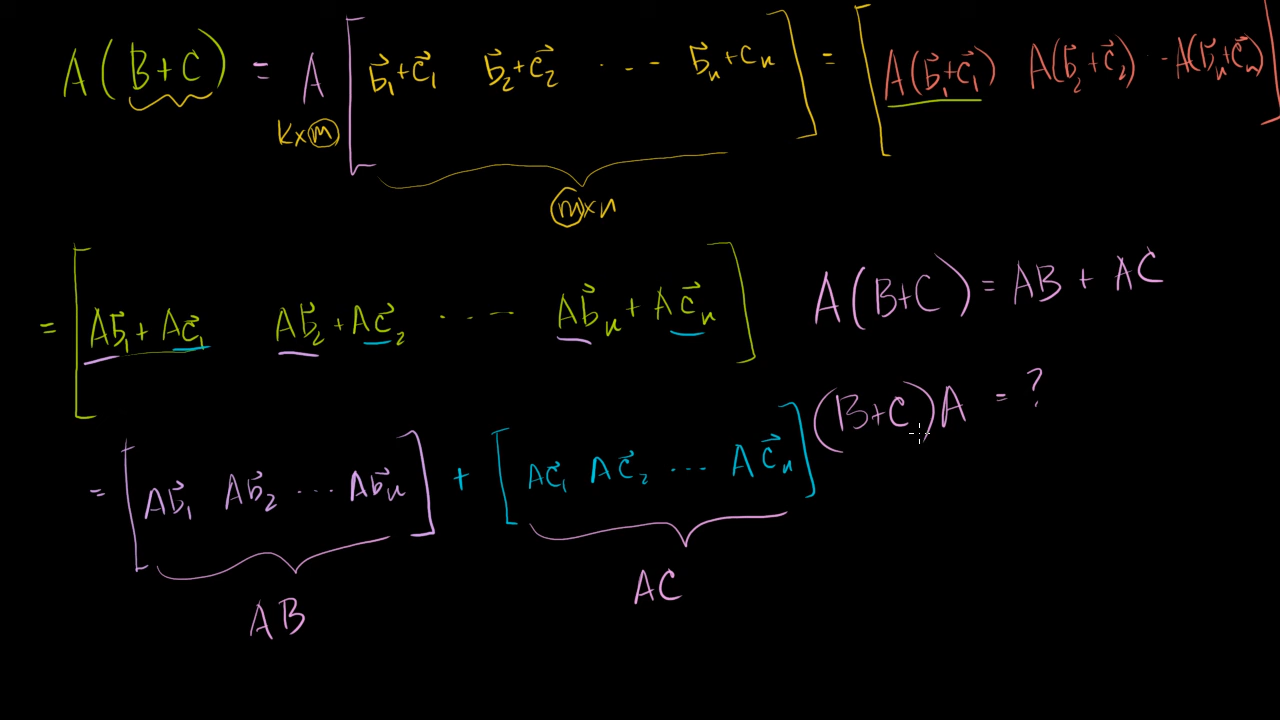 A(B+C) = A [ b⃗₁+c⃗₁  b⃗₂+c⃗₂  ⋯  b⃗ₙ+cₙ ] = [ A(b⃗₁+c⃗₁)  A(b⃗₂+c⃗₂) ⋯ A(b⃗ₙ+c⃗ₙ) ]
k×m
m×n
= [ Ab⃗₁ + Ac⃗₁  Ab⃗₂ + Ac⃗₂  ⋯  Ab⃗ₙ + Ac⃗ₙ ]
A(B+C) = AB + AC
(B+C)A = ?
= [ Ab⃗₁  Ab⃗₂ ⋯ Ab⃗ₙ ] + [ Ac⃗₁  Ac⃗₂ ⋯ Ac⃗ₙ ]
AB
AC